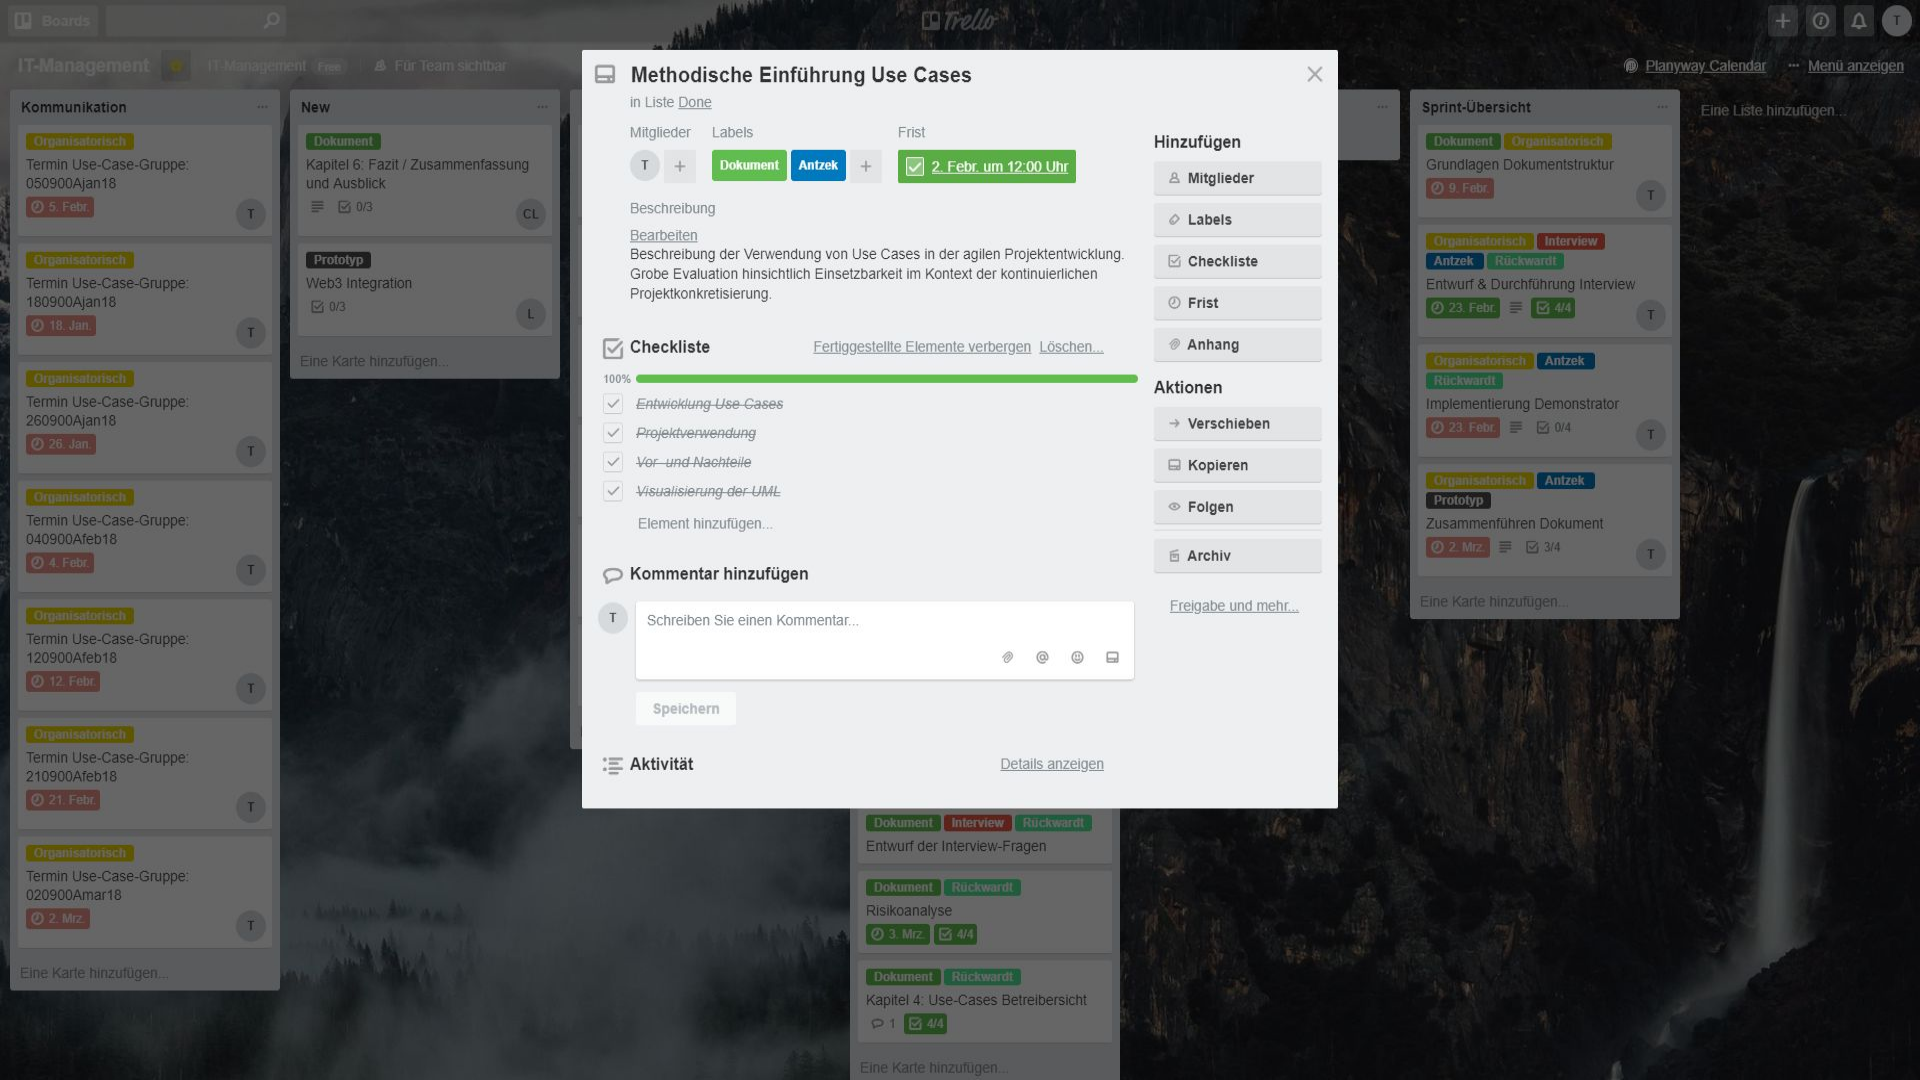 Boards
Trello
T
IT-Management
IT-Management Free
Für Team sichtbar
Planyway Calendar
Menü anzeigen
Kommunikation
Organisatorisch
Termin Use-Case-Gruppe:
050900Ajan18
5. Febr.
T
Organisatorisch
Termin Use-Case-Gruppe:
180900Ajan18
18. Jan.
T
Organisatorisch
Termin Use-Case-Gruppe:
260900Ajan18
26. Jan.
T
Organisatorisch
Termin Use-Case-Gruppe:
040900Afeb18
4. Febr.
T
Organisatorisch
Termin Use-Case-Gruppe:
120900Afeb18
12. Febr.
T
Organisatorisch
Termin Use-Case-Gruppe:
210900Afeb18
21. Febr.
T
Organisatorisch
Termin Use-Case-Gruppe:
020900Amar18
2. Mrz.
T
Eine Karte hinzufügen...
New
Dokument
Kapitel 6: Fazit / Zusammenfassung
und Ausblick
0/3
CL
Prototyp
Web3 Integration
0/3
L
Eine Karte hinzufügen...
Methodische Einführung Use Cases
in Liste Done
Mitglieder Labels Frist
T + Dokument Antzek + 2. Febr. um 12:00 Uhr
Beschreibung
Bearbeiten
Beschreibung der Verwendung von Use Cases in der agilen Projektentwicklung.
Grobe Evaluation hinsichtlich Einsetzbarkeit im Kontext der kontinuierlichen
Projektkonkretisierung.
Checkliste Fertiggestellte Elemente verbergen Löschen...
100%
Entwicklung Use Cases
Projektverwendung
Vor- und Nachteile
Visualisierung der UML
Element hinzufügen...
Kommentar hinzufügen
T
Schreiben Sie einen Kommentar...
Speichern
Aktivität Details anzeigen
Hinzufügen
Mitglieder
Labels
Checkliste
Frist
Anhang
Aktionen
Verschieben
Kopieren
Folgen
Archiv
Freigabe und mehr...
Dokument Interview Rückwardt
Entwurf der Interview-Fragen
Dokument Rückwardt
Risikoanalyse
3. Mrz. 4/4
Dokument Rückwardt
Kapitel 4: Use-Cases Betreibersicht
1 4/4
Eine Karte hinzufügen...
Sprint-Übersicht
Dokument Organisatorisch
Grundlagen Dokumentstruktur
9. Febr.
T
Organisatorisch Interview
Antzek Rückwardt
Entwurf & Durchführung Interview
23. Febr. 4/4
T
Organisatorisch Antzek
Rückwardt
Implementierung Demonstrator
23. Febr. 0/4
T
Organisatorisch Antzek
Prototyp
Zusammenführen Dokument
2. Mrz. 3/4
T
Eine Karte hinzufügen...
Eine Liste hinzufügen...